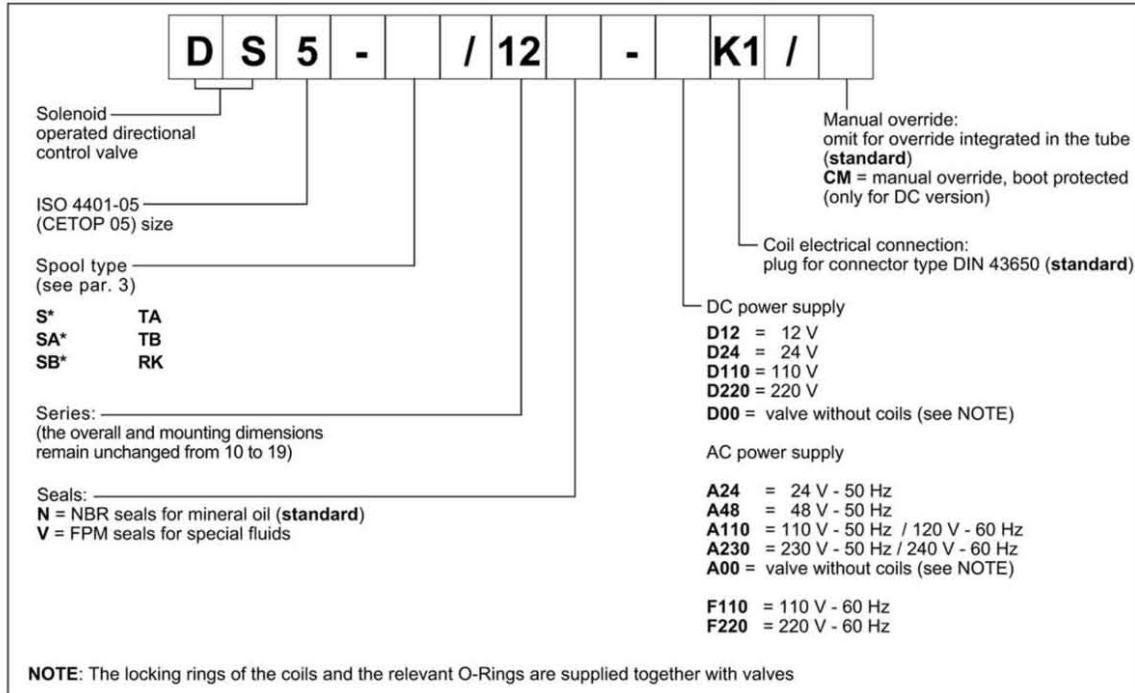 D S 5 - / 12 - K1 /
Solenoid
operated directional
control valve
ISO 4401-05
(CETOP 05) size
Spool type
(see par. 3)
S* TA
SA* TB
SB* RK
Series:
(the overall and mounting dimensions
remain unchanged from 10 to 19)
Seals:
N = NBR seals for mineral oil (standard)
V = FPM seals for special fluids
Manual override:
omit for override integrated in the tube
(standard)
CM = manual override, boot protected
(only for DC version)
Coil electrical connection:
plug for connector type DIN 43650 (standard)
DC power supply
D12 = 12 V
D24 = 24 V
D110 = 110 V
D220 = 220 V
D00 = valve without coils (see NOTE)
AC power supply
A24 = 24 V - 50 Hz
A48 = 48 V - 50 Hz
A110 = 110 V - 50 Hz / 120 V - 60 Hz
A230 = 230 V - 50 Hz / 240 V - 60 Hz
A00 = valve without coils (see NOTE)
F110 = 110 V - 60 Hz
F220 = 220 V - 60 Hz
NOTE: The locking rings of the coils and the relevant O-Rings are supplied together with valves